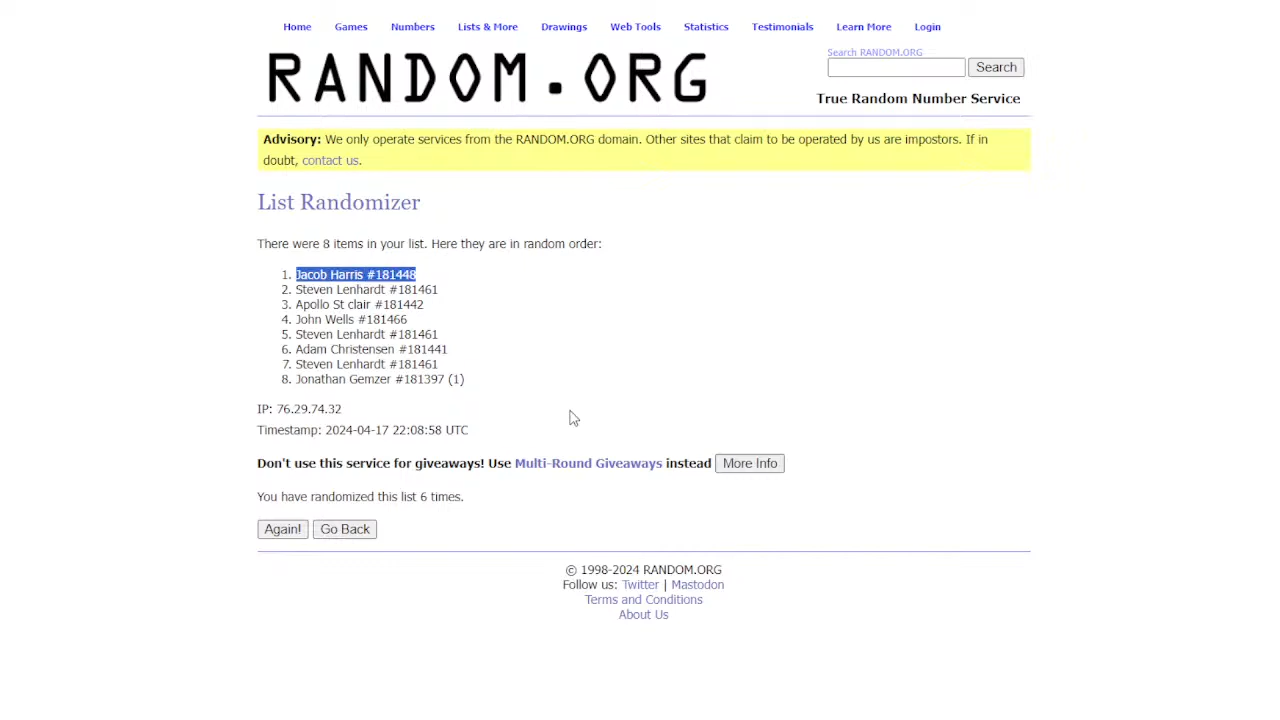 Home Games Numbers Lists & More Drawings Web Tools Statistics Testimonials Learn More Login
RANDOM.ORG
Search RANDOM.ORG
Search
True Random Number Service
Advisory: We only operate services from the RANDOM.ORG domain. Other sites that claim to be operated by us are impostors. If in
doubt, contact us.
List Randomizer
There were 8 items in your list. Here they are in random order:
1. Jacob Harris #181448
2. Steven Lenhardt #181461
3. Apollo St clair #181442
4. John Wells #181466
5. Steven Lenhardt #181461
6. Adam Christensen #181441
7. Steven Lenhardt #181461
8. Jonathan Gemzer #181397 (1)
IP: 76.29.74.32
Timestamp: 2024-04-17 22:08:58 UTC
Don't use this service for giveaways! Use Multi-Round Giveaways instead More Info
You have randomized this list 6 times.
Again! Go Back
© 1998-2024 RANDOM.ORG
Follow us: Twitter | Mastodon
Terms and Conditions
About Us